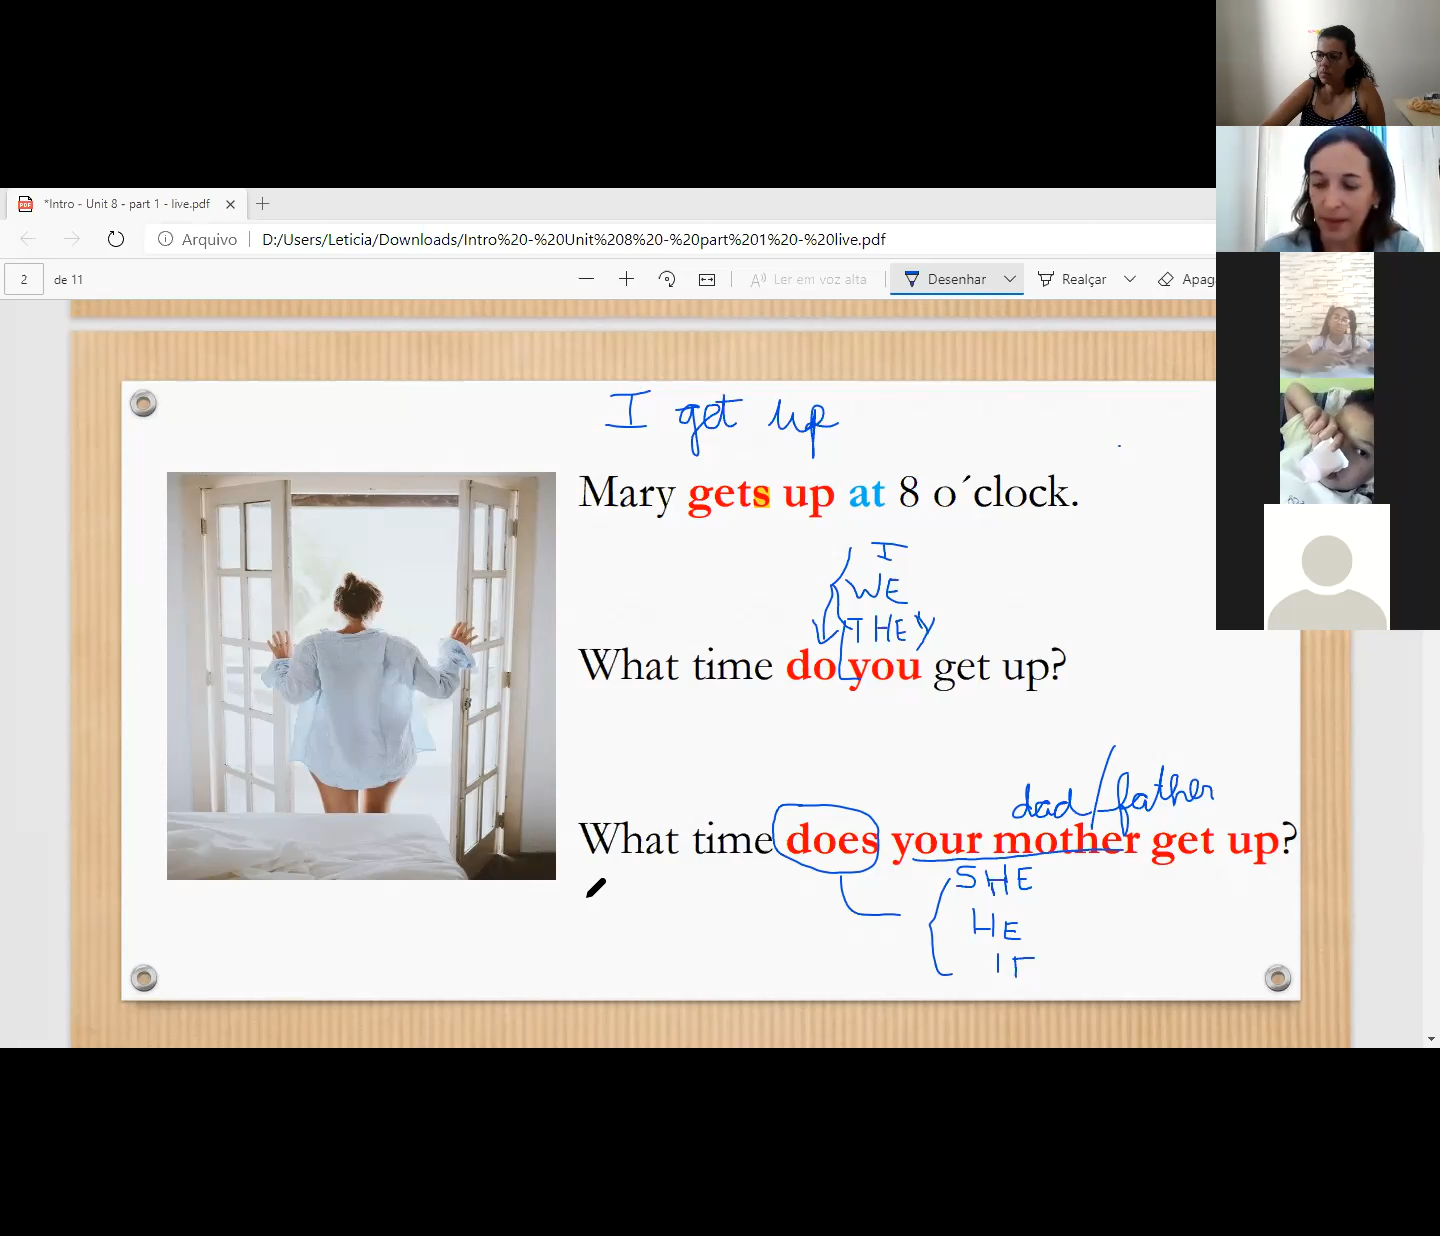 *Intro - Unit 8 - part 1 - live.pdf
Arquivo D:/Users/Leticia/Downloads/Intro%20-%20Unit%208%20-%20part%201%20-%20live.pdf
2 de 11 Ler em voz alta Desenhar Realçar Apag
I get up
Mary gets up at 8 o´clock.
I
WE
THEY
What time do you get up?
dad/father
What time does your mother get up?
SHE
HE
IT